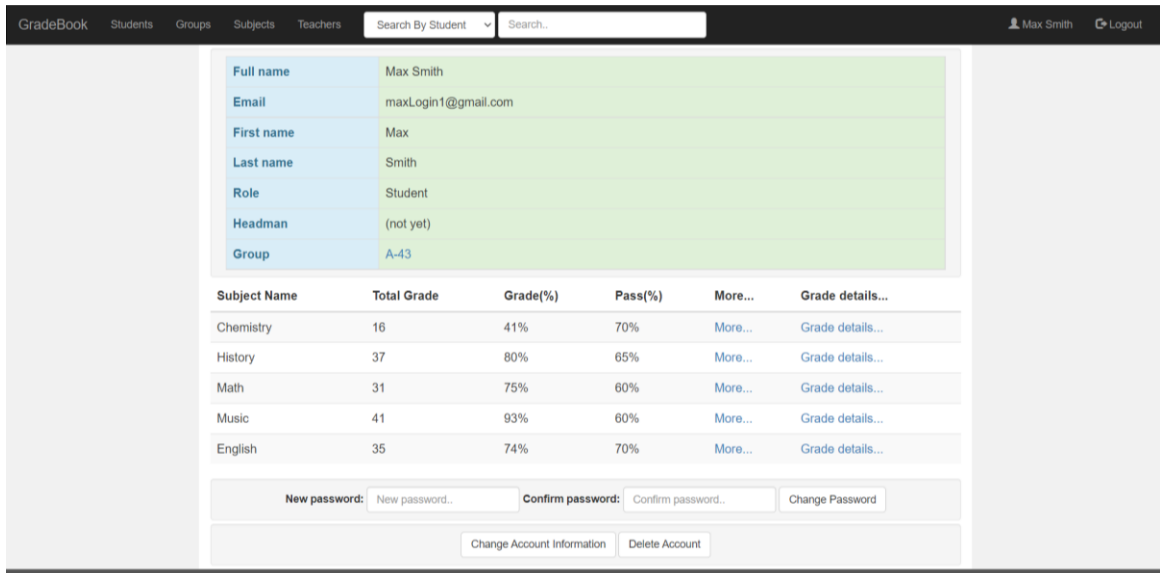 GradeBook Students Groups Subjects Teachers Search By Student Search.. Max Smith Logout
Full name Max Smith
Email maxLogin1@gmail.com
First name Max
Last name Smith
Role Student
Headman (not yet)
Group A-43
Subject Name Total Grade Grade(%) Pass(%) More... Grade details...
Chemistry 16 41% 70% More... Grade details...
History 37 80% 65% More... Grade details...
Math 31 75% 60% More... Grade details...
Music 41 93% 60% More... Grade details...
English 35 74% 70% More... Grade details...
New password: New password.. Confirm password: Confirm password.. Change Password
Change Account Information Delete Account